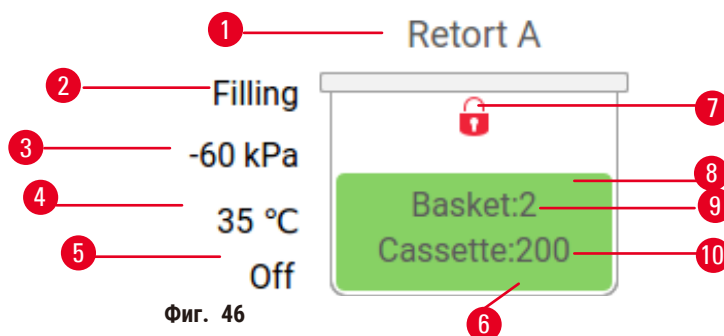 1
Retort A
2
Filling
7
3
-60 kPa
8
4
35 °C
Basket:2
9
5
Off
Cassette:200
10
Фиг. 46
6